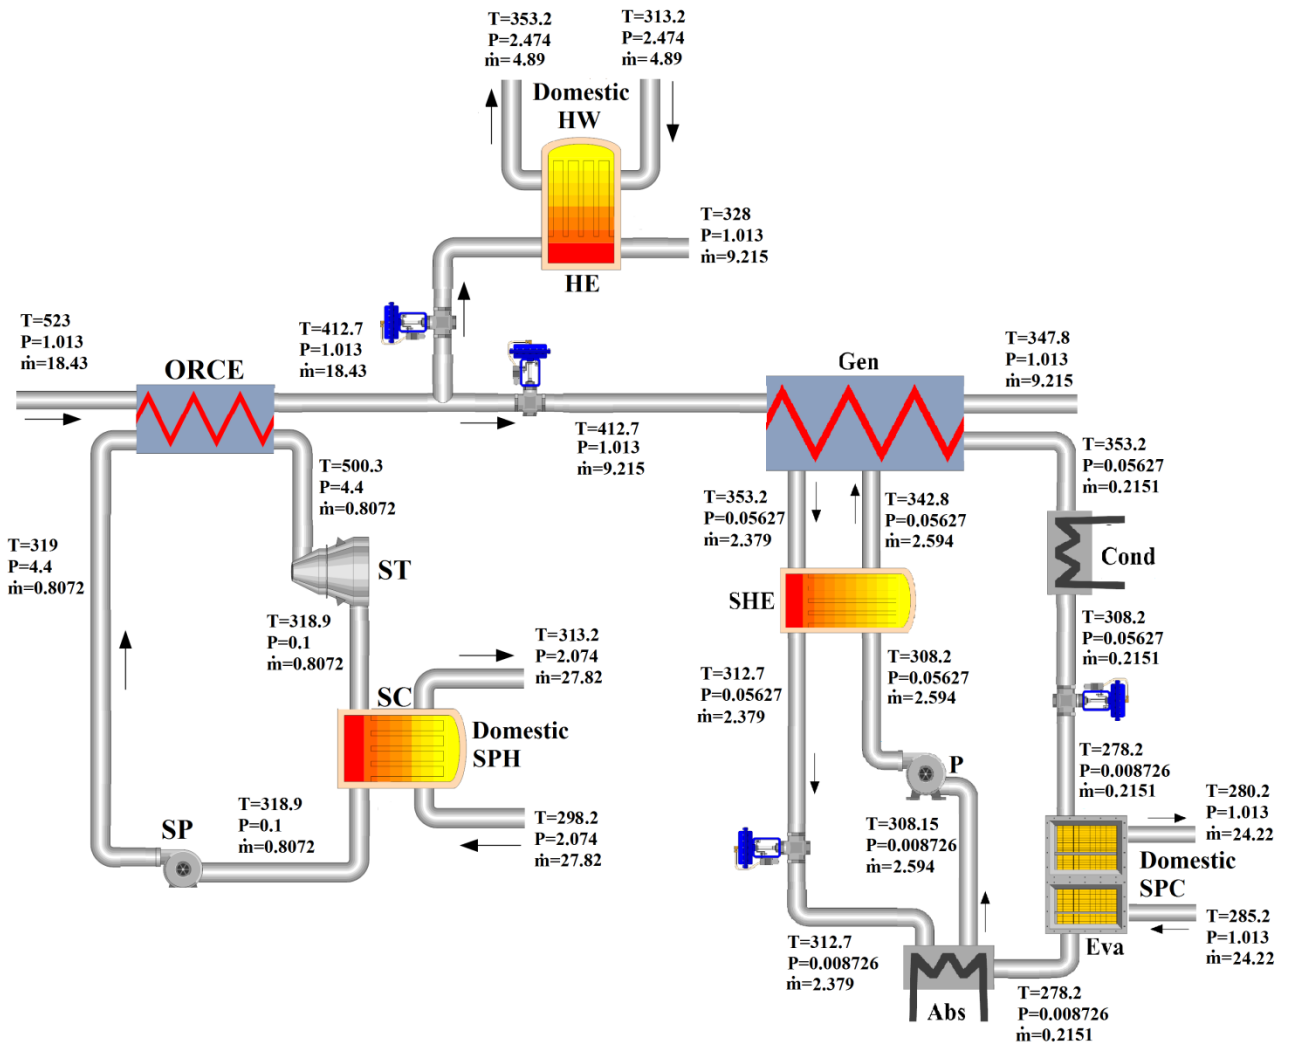 T=353.2
P=2.474
ṁ=4.89
T=313.2
P=2.474
ṁ=4.89
Domestic
HW
T=328
P=1.013
ṁ=9.215
HE
T=523
P=1.013
ṁ=18.43
ORCE
T=412.7
P=1.013
ṁ=18.43
T=412.7
P=1.013
ṁ=9.215
Gen
T=347.8
P=1.013
ṁ=9.215
T=500.3
P=4.4
ṁ=0.8072
T=353.2
P=0.05627
ṁ=2.379
T=342.8
P=0.05627
ṁ=2.594
T=353.2
P=0.05627
ṁ=0.2151
T=319
P=4.4
ṁ=0.8072
ST
SHE
Cond
T=318.9
P=0.1
ṁ=0.8072
T=313.2
P=2.074
ṁ=27.82
T=312.7
P=0.05627
ṁ=2.379
T=308.2
P=0.05627
ṁ=2.594
T=308.2
P=0.05627
ṁ=0.2151
SC
Domestic
SPH
P
T=278.2
P=0.008726
ṁ=0.2151
T=318.9
P=0.1
ṁ=0.8072
SP
T=298.2
P=2.074
ṁ=27.82
T=308.15
P=0.008726
ṁ=2.594
T=280.2
P=1.013
ṁ=24.22
Domestic
SPC
T=285.2
P=1.013
ṁ=24.22
Eva
T=312.7
P=0.008726
ṁ=2.379
Abs
T=278.2
P=0.008726
ṁ=0.2151